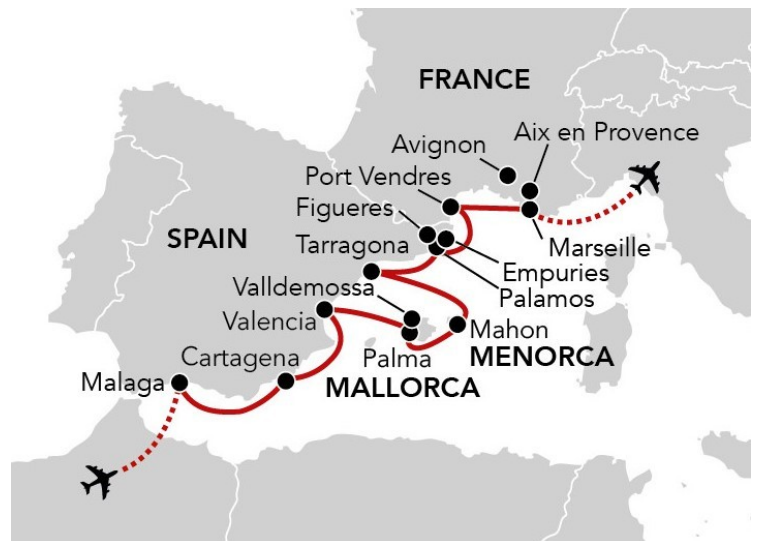 FRANCE
Aix en Provence
Avignon
Port Vendres
Figueres
SPAIN
Tarragona
Marseille
Empuries
Valldemossa
Palamos
Valencia
Mahon
Cartagena
Palma
MENORCA
Malaga
MALLORCA